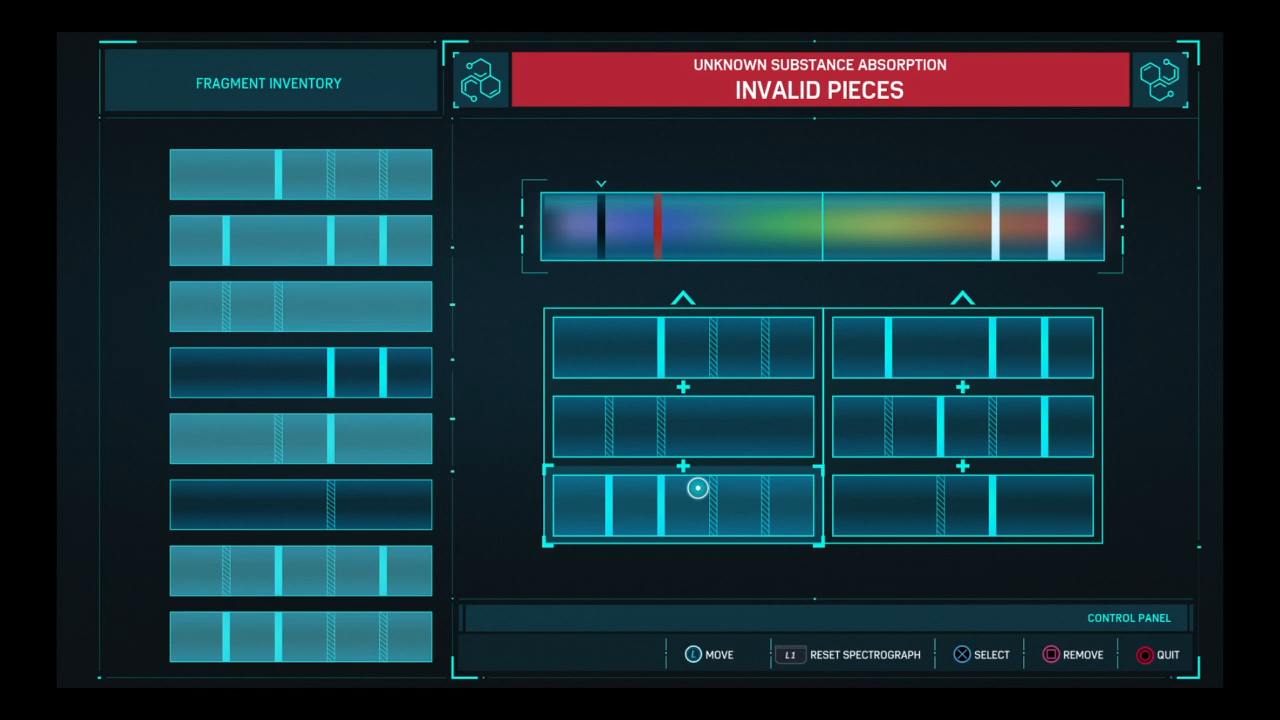 FRAGMENT INVENTORY
UNKNOWN SUBSTANCE ABSORPTION
INVALID PIECES
CONTROL PANEL
L MOVE
L1 RESET SPECTROGRAPH
SELECT
REMOVE
QUIT